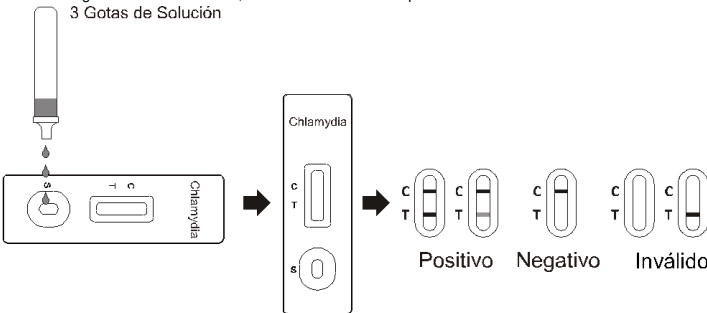 3 Gotas de Solución
S
T C
Chlamydia
Chlamydia
C
T
S
C
T
C
T
C
T
C
T
C
T
Positivo
Negativo
Inválido